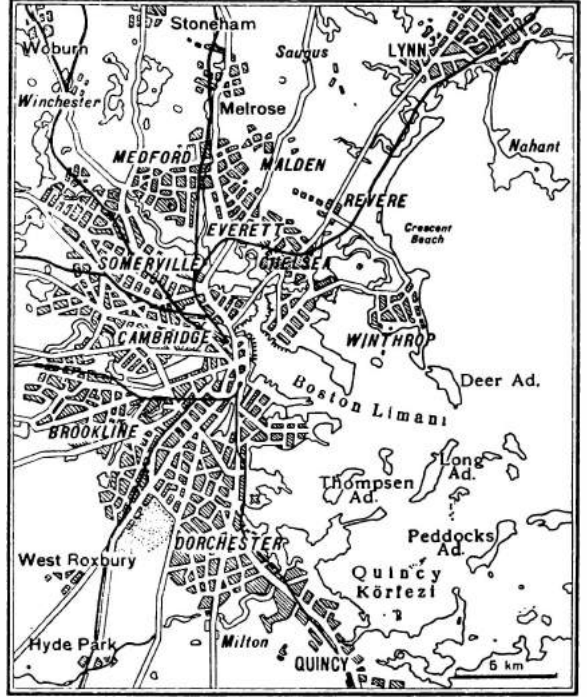 Stoneham
Woburn
LYNN
Saugus
Winchester
Melrose
Nahant
MEDFORD
MALDEN
REVERE
EVERETT
Crescent
Beach
SOMERVILLE
CHELSEA
CAMBRIDGE
WINTHROP
Deer Ad.
Boston Limanı
BROOKLINE
Long
Ad.
Thompsen
Ad.
Peddocks
Ad.
DORCHESTER
West Roxbury
Quincy
Körfezi
Hyde Park
Milton
QUINCY
5 km